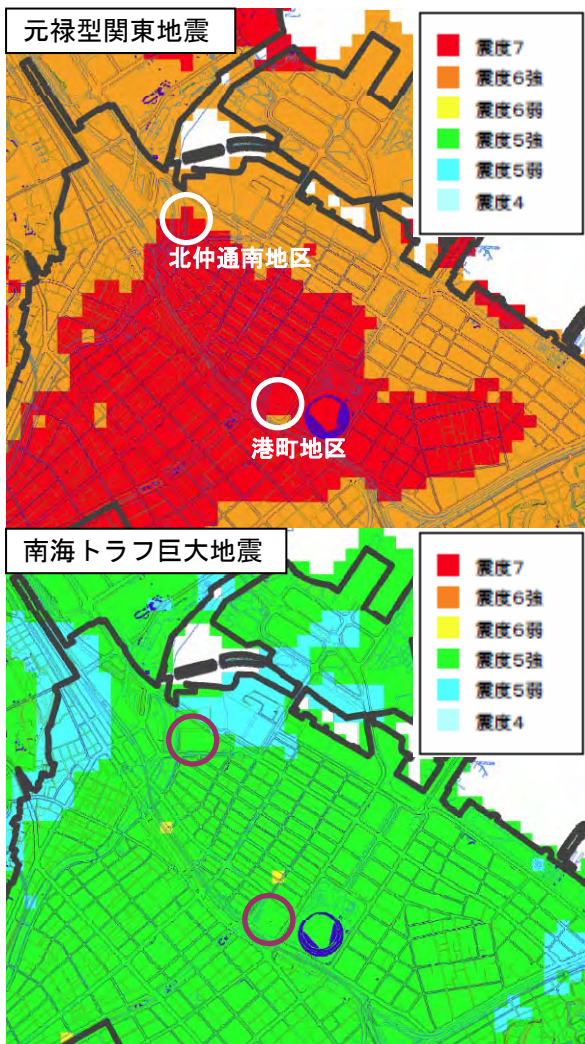 元禄型関東地震
震度7
震度6強
震度6弱
震度5強
震度5弱
震度4
北仲通南地区
港町地区
南海トラフ巨大地震
震度7
震度6強
震度6弱
震度5強
震度5弱
震度4